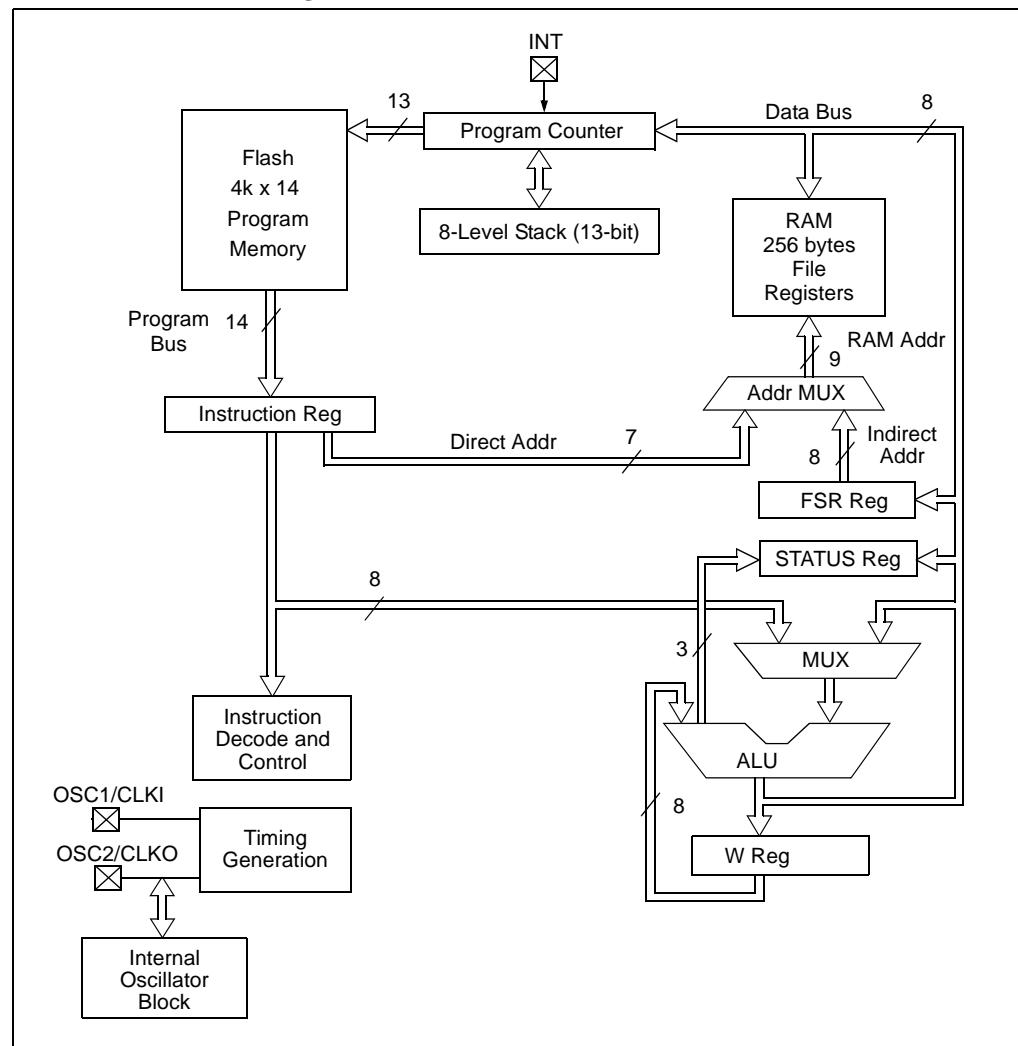 INT
13
Program Counter
Data Bus
8
Flash
4k x 14
Program
Memory
8-Level Stack (13-bit)
RAM
256 bytes
File
Registers
Program
Bus
14
RAM Addr
9
Addr MUX
Instruction Reg
Direct Addr
7
Indirect
Addr
8
FSR Reg
STATUS Reg
8
3
MUX
Instruction
Decode and
Control
ALU
OSC1/CLKI
8
Timing
Generation
OSC2/CLKO
W Reg
Internal
Oscillator
Block